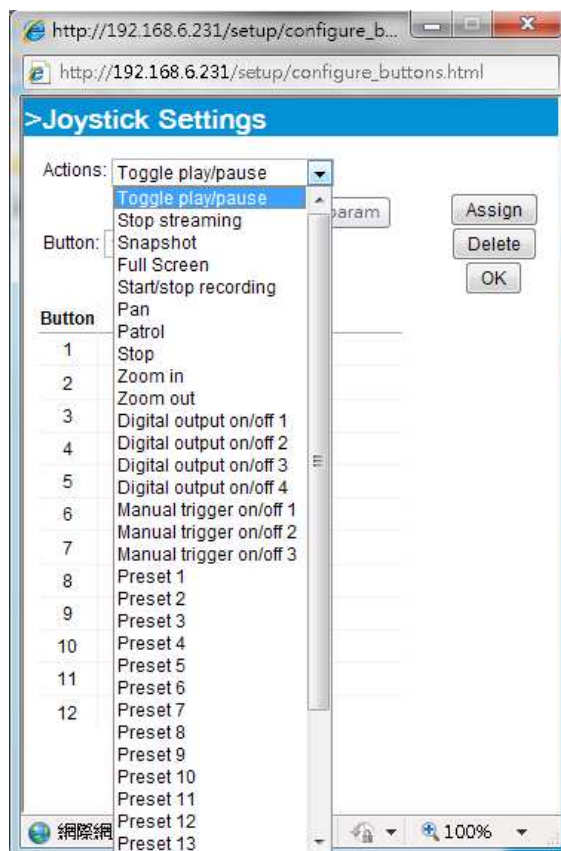 http://192.168.6.231/setup/configure_b...
http://192.168.6.231/setup/configure_buttons.html
>Joystick Settings
Actions: Toggle play/pause
Toggle play/pause
Stop streaming
Assign
Button:
Snapshot
Delete
Full Screen
OK
Start/stop recording
Button
Pan
Patrol
1
Stop
2
Zoom in
Zoom out
3
Digital output on/off 1
4
Digital output on/off 2
Digital output on/off 3
5
Digital output on/off 4
6
Manual trigger on/off 1
Manual trigger on/off 2
7
Manual trigger on/off 3
8
Preset 1
Preset 2
9
Preset 3
10
Preset 4
Preset 5
11
Preset 6
12
Preset 7
Preset 8
Preset 9
Preset 10
Preset 11
Preset 12
Preset 13
網際網
100%